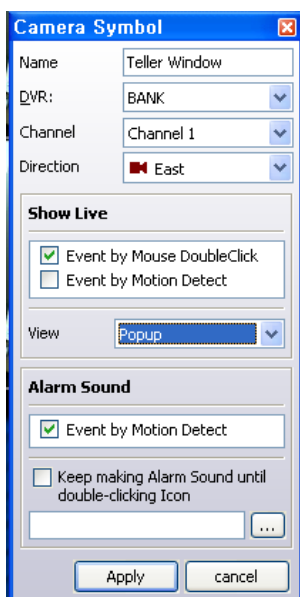 Camera Symbol
Name Teller Window
DVR: BANK
Channel Channel 1
Direction East
Show Live
Event by Mouse DoubleClick
Event by Motion Detect
View Popup
Alarm Sound
Event by Motion Detect
Keep making Alarm Sound until
double-clicking Icon
...
Apply cancel